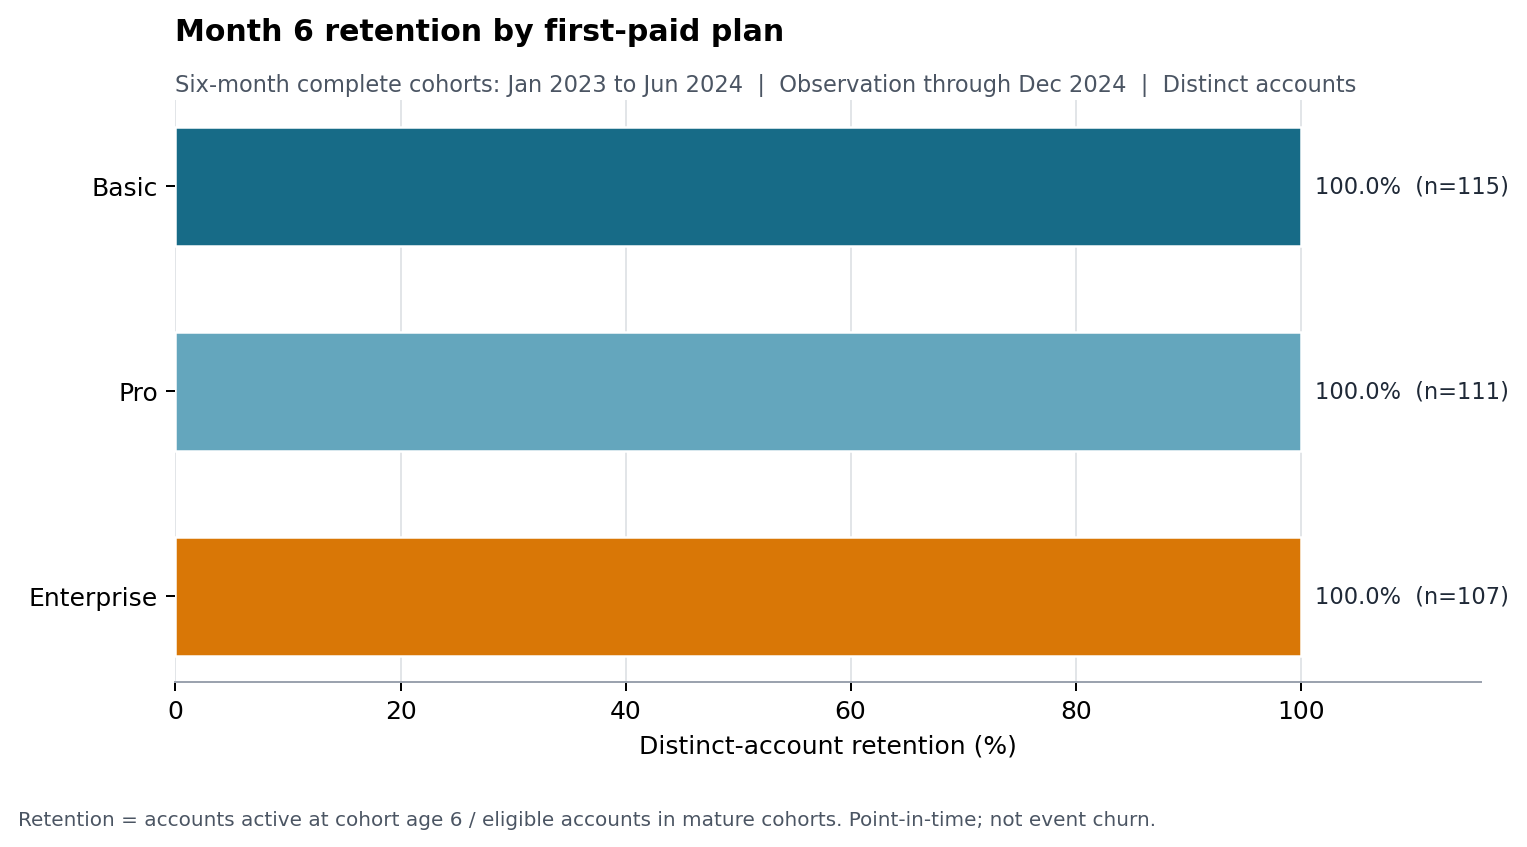 Month 6 retention by first-paid plan
Six-month complete cohorts: Jan 2023 to Jun 2024 | Observation through Dec 2024 | Distinct accounts
Basic 100.0% (n=115)
Pro 100.0% (n=111)
Enterprise 100.0% (n=107)
0 20 40 60 80 100
Distinct-account retention (%)
Retention = accounts active at cohort age 6 / eligible accounts in mature cohorts. Point-in-time; not event churn.